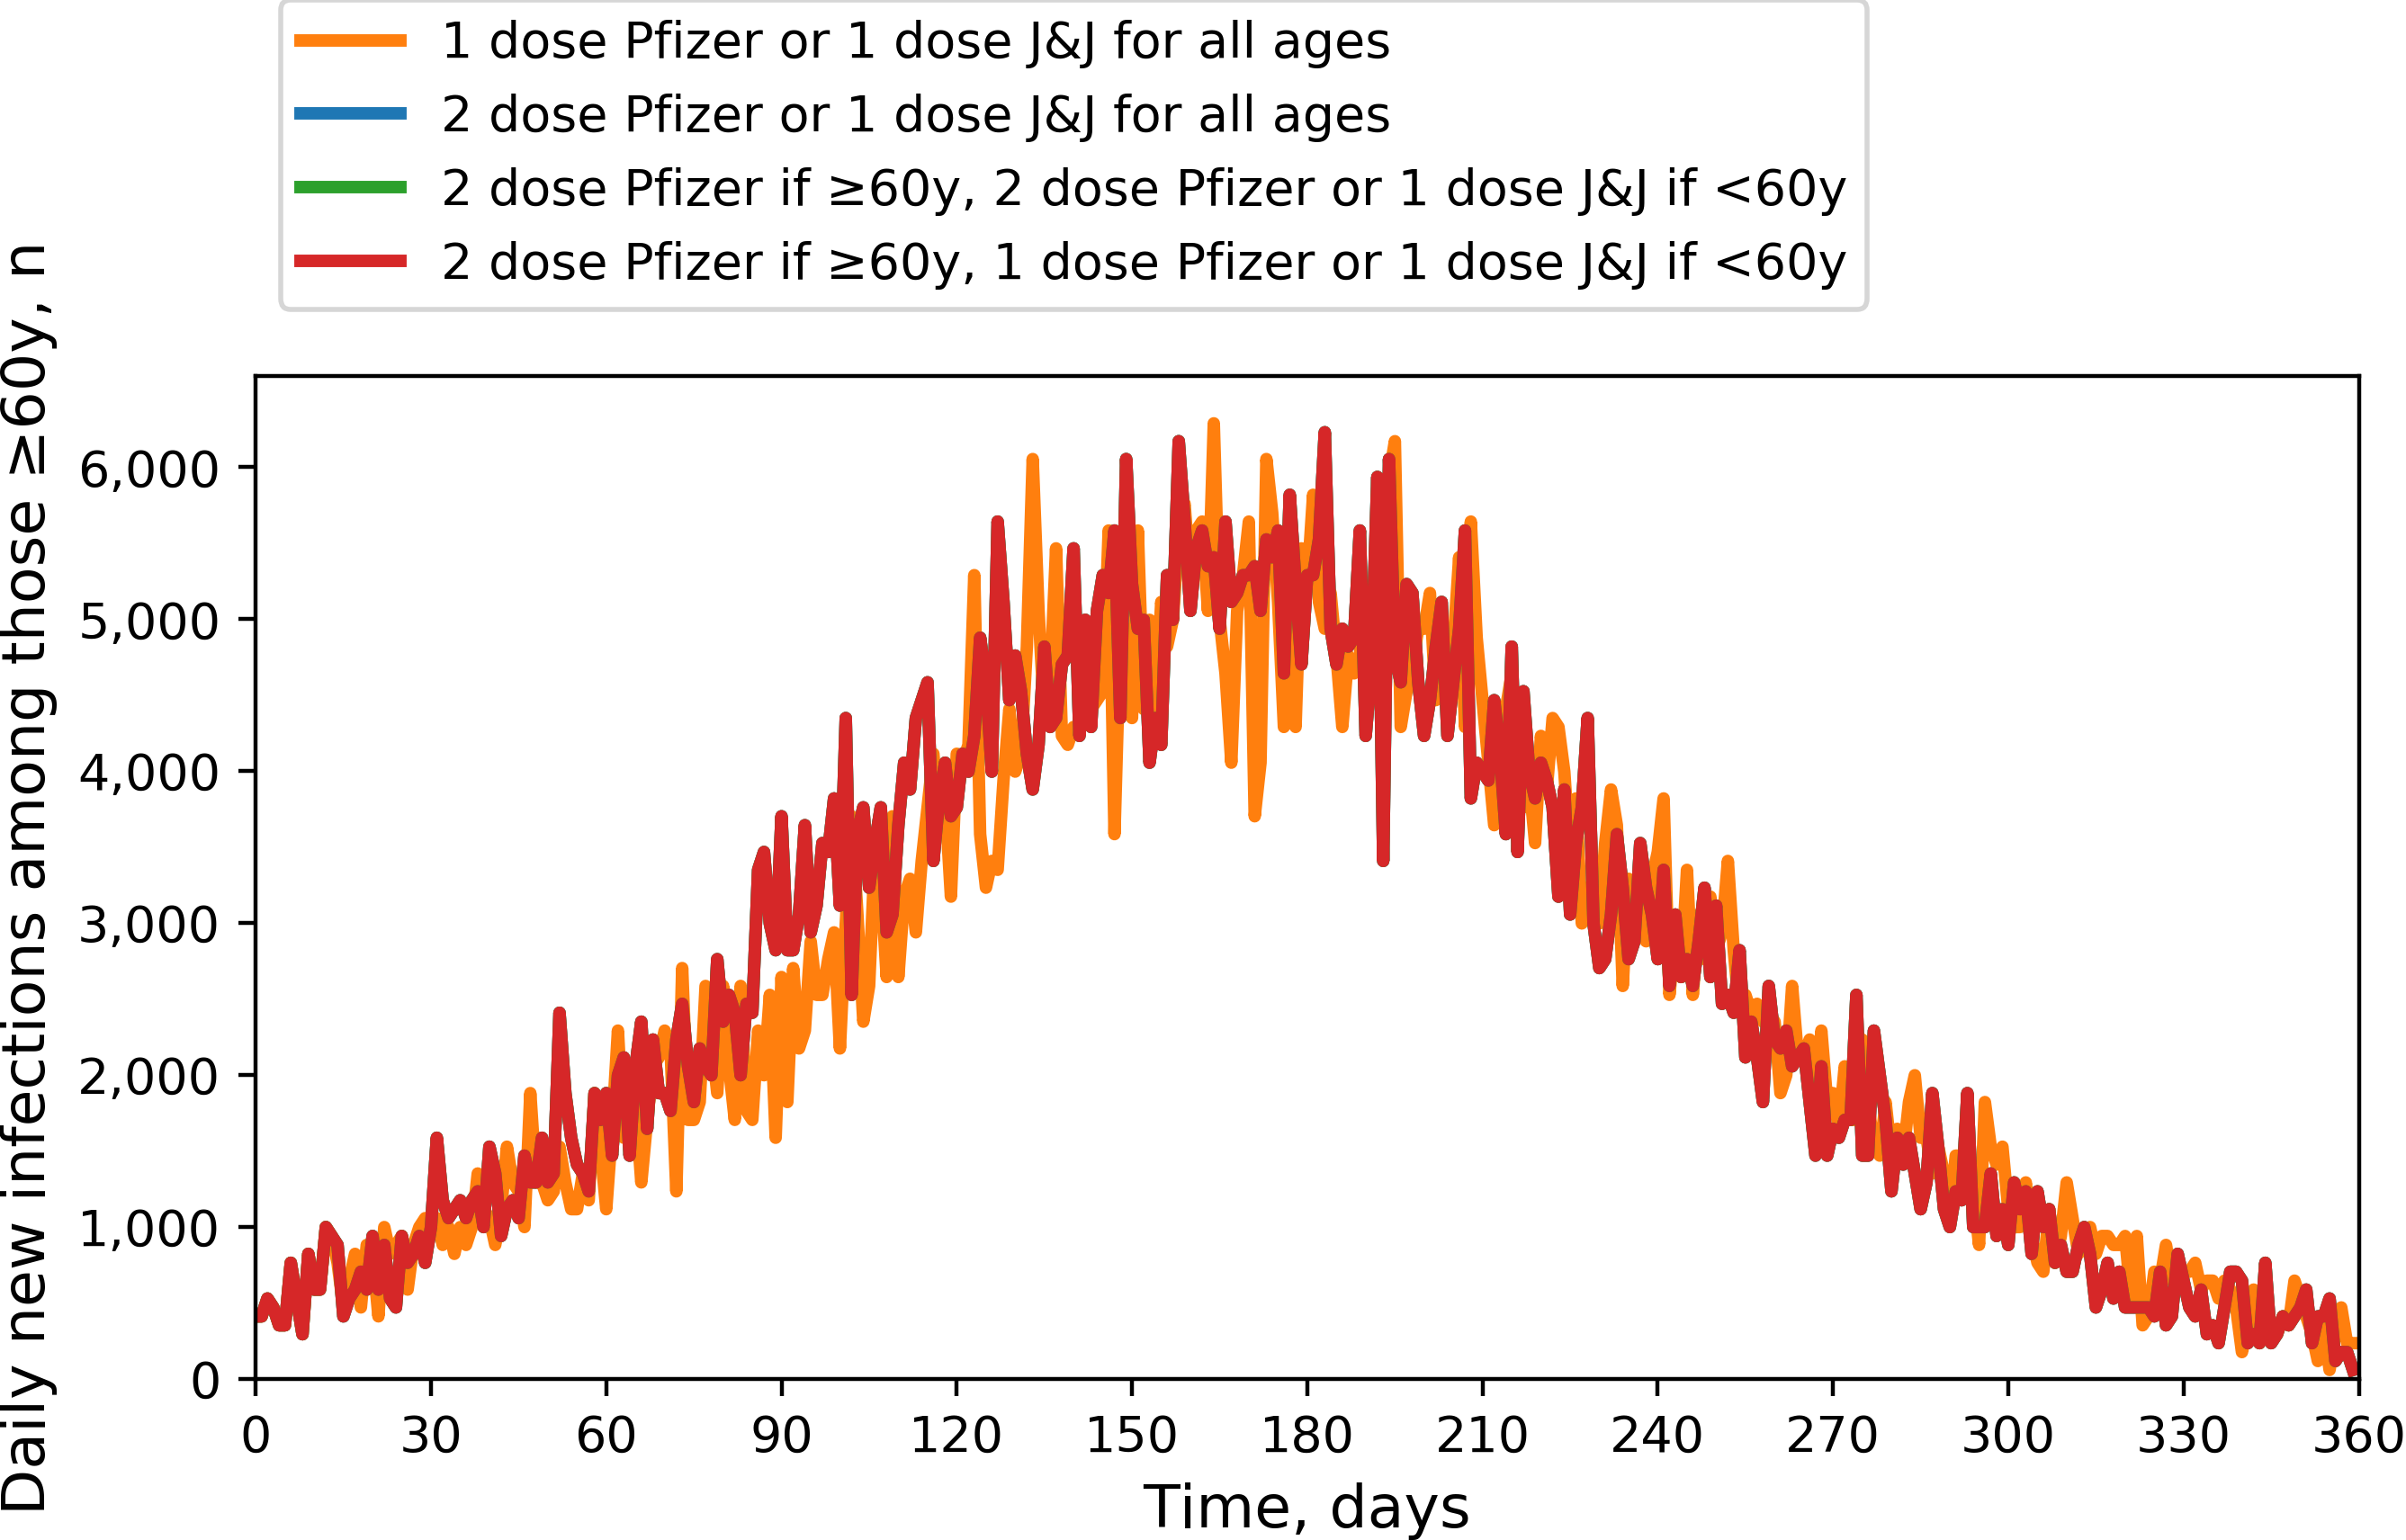 1 dose Pfizer or 1 dose J&J for all ages
2 dose Pfizer or 1 dose J&J for all ages
2 dose Pfizer if ≥60y, 2 dose Pfizer or 1 dose J&J if <60y
2 dose Pfizer if ≥60y, 1 dose Pfizer or 1 dose J&J if <60y
Daily new infections among those ≥60y, n
6,000
5,000
4,000
3,000
2,000
1,000
0
0 30 60 90 120 150 180 210 240 270 300 330 360
Time, days